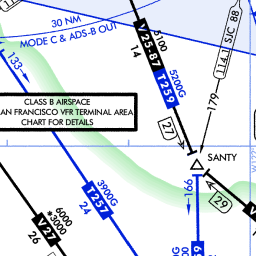 30 NM
MODE C & ADS-B OUT
133
5100
V25-87
14
5200G
T259
114.1 SJC 88
179
CLASS B AIRSPACE
AN FRANCISCO VFR TERMINAL AREA
CHART FOR DETAILS
27
SANTY
166
29
3900G
T257
24
6000
*3000
V27
26